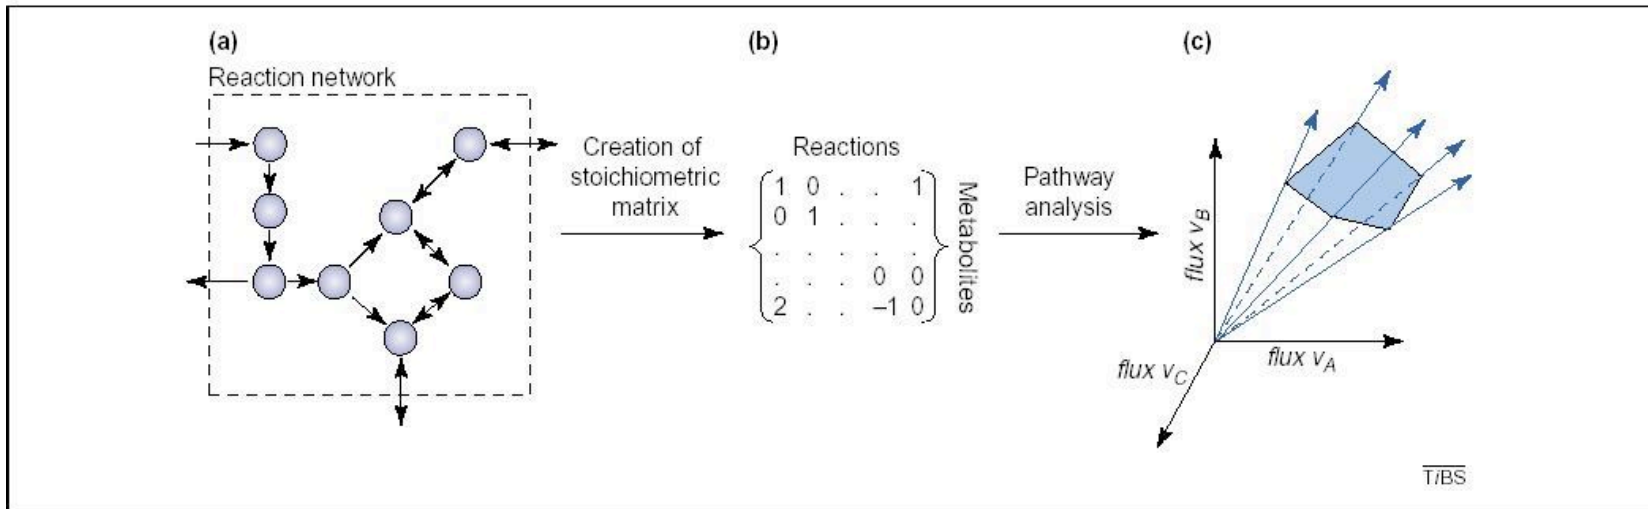 (a)
Reaction network
Creation of
stoichiometric
matrix
(b)
Reactions
1 0 . . 1
0 1 . . .
. . . . .
. . . 0 0
2 . . –1 0
Metabolites
Pathway
analysis
(c)
flux vB
flux vA
flux vC
TiBS